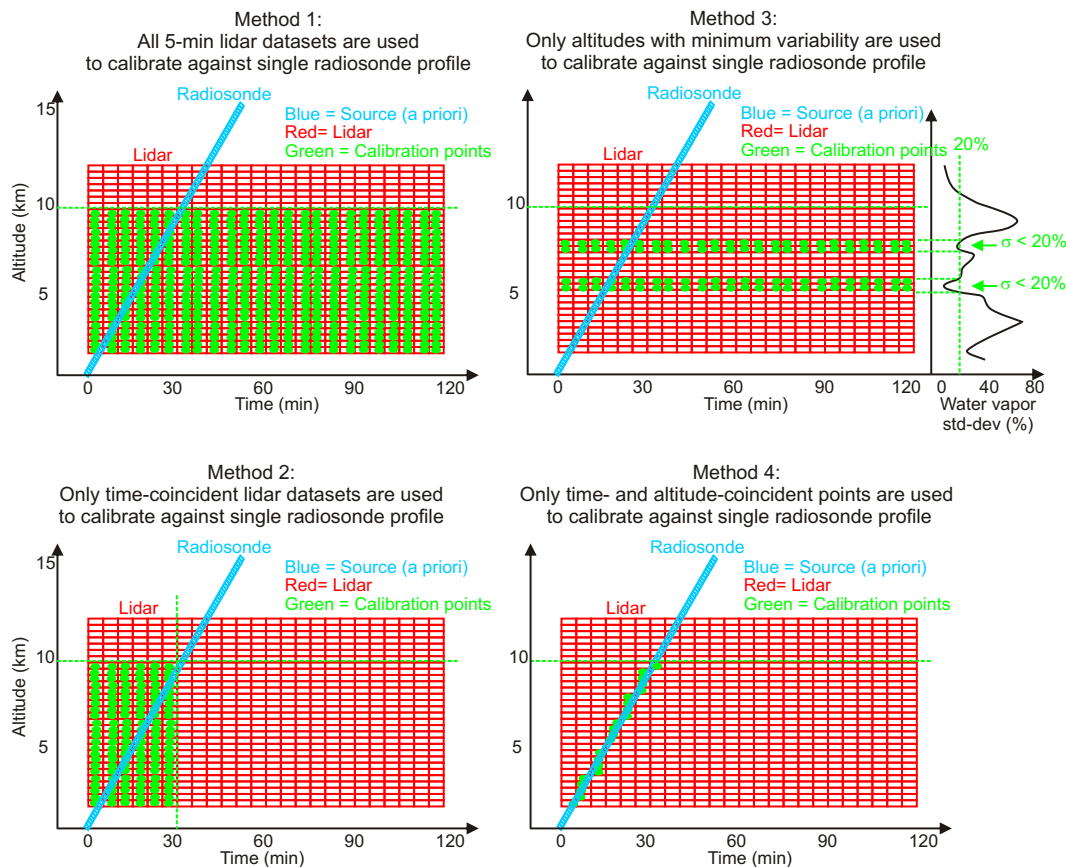 Method 1:
All 5-min lidar datasets are used
to calibrate against single radiosonde profile
15
Radiosonde
Blue = Source (a priori)
Red= Lidar
Green = Calibration points
Lidar
10
5
Altitude (km)
0 30 60 90 120
Time (min)
Method 3:
Only altitudes with minimum variability are used
to calibrate against single radiosonde profile
Radiosonde
Blue = Source (a priori)
Red= Lidar
Green = Calibration points
20%
Lidar
10
5
σ < 20%
σ < 20%
0 30 60 90 120
Time (min)
0 40 80
Water vapor
std-dev (%)
Method 2:
Only time-coincident lidar datasets are used
to calibrate against single radiosonde profile
15
Radiosonde
Blue = Source (a priori)
Red= Lidar
Green = Calibration points
Lidar
10
5
Altitude (km)
0 30 60 90 120
Time (min)
Method 4:
Only time- and altitude-coincident points are used
to calibrate against single radiosonde profile
Radiosonde
Blue = Source (a priori)
Red= Lidar
Green = Calibration points
Lidar
10
5
0 30 60 90 120
Time (min)